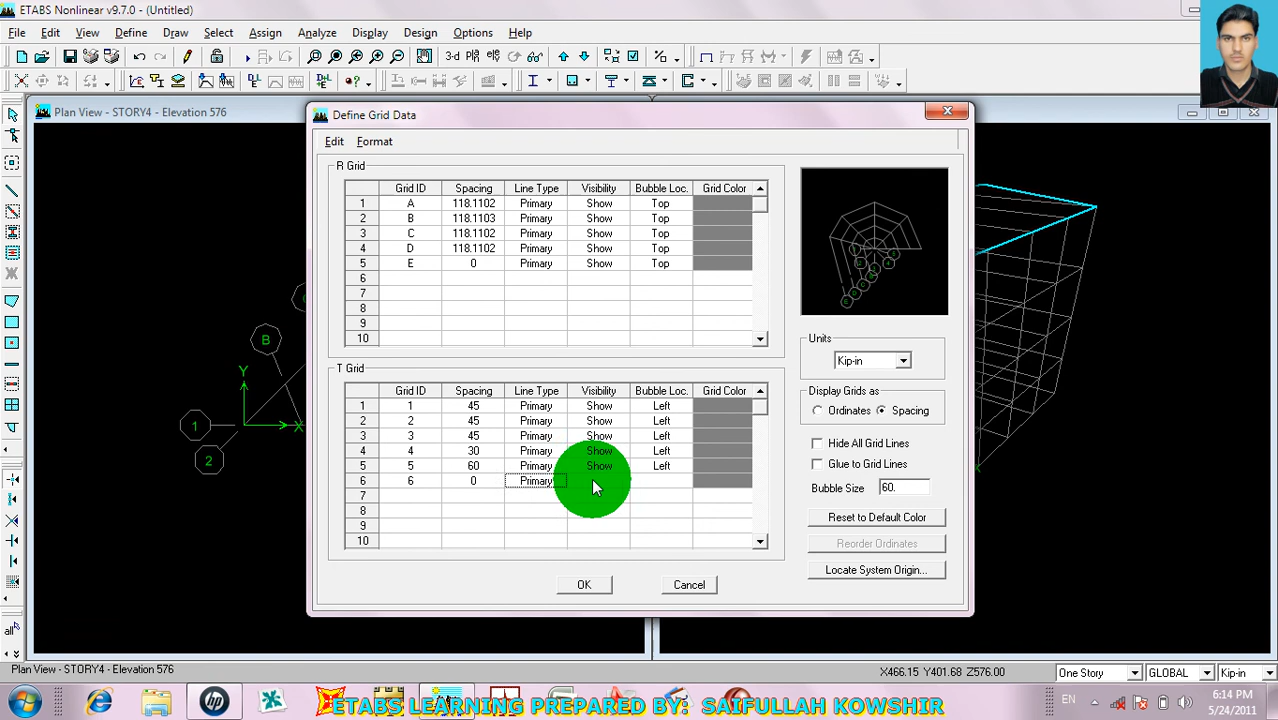 ETABS Nonlinear v9.7.0 - (Untitled)
File Edit View Define Draw Select Assign Analyze Display Design Options Help
3-d
Plan View - STORY4 - Elevation 576
Define Grid Data
Edit Format
R Grid
Grid ID Spacing Line Type Visibility Bubble Loc. Grid Color
1 A 118.1102 Primary Show Top
2 B 118.1103 Primary Show Top
3 C 118.1102 Primary Show Top
4 D 118.1102 Primary Show Top
5 E 0 Primary Show Top
6
7
8
9
10
T Grid
Grid ID Spacing Line Type Visibility Bubble Loc. Grid Color
1 1 45 Primary Show Left
2 2 45 Primary Show Left
3 3 45 Primary Show Left
4 4 30 Primary Show Left
5 5 60 Primary Show Left
6 6 0 Primary
7
8
9
10
OK Cancel
Units
Kip-in
Display Grids as
Ordinates Spacing
Hide All Grid Lines
Glue to Grid Lines
Bubble Size 60.
Reset to Default Color
Reorder Ordinates
Locate System Origin...
B
Y
X
1
2
all
Plan View - STORY4 - Elevation 576
X466.15 Y401.68 Z576.00
One Story GLOBAL Kip-in
EN
6:14 PM
5/24/2011
ETABS LEARNING PREPARED BY: SAIFULLAH KOWSHIR